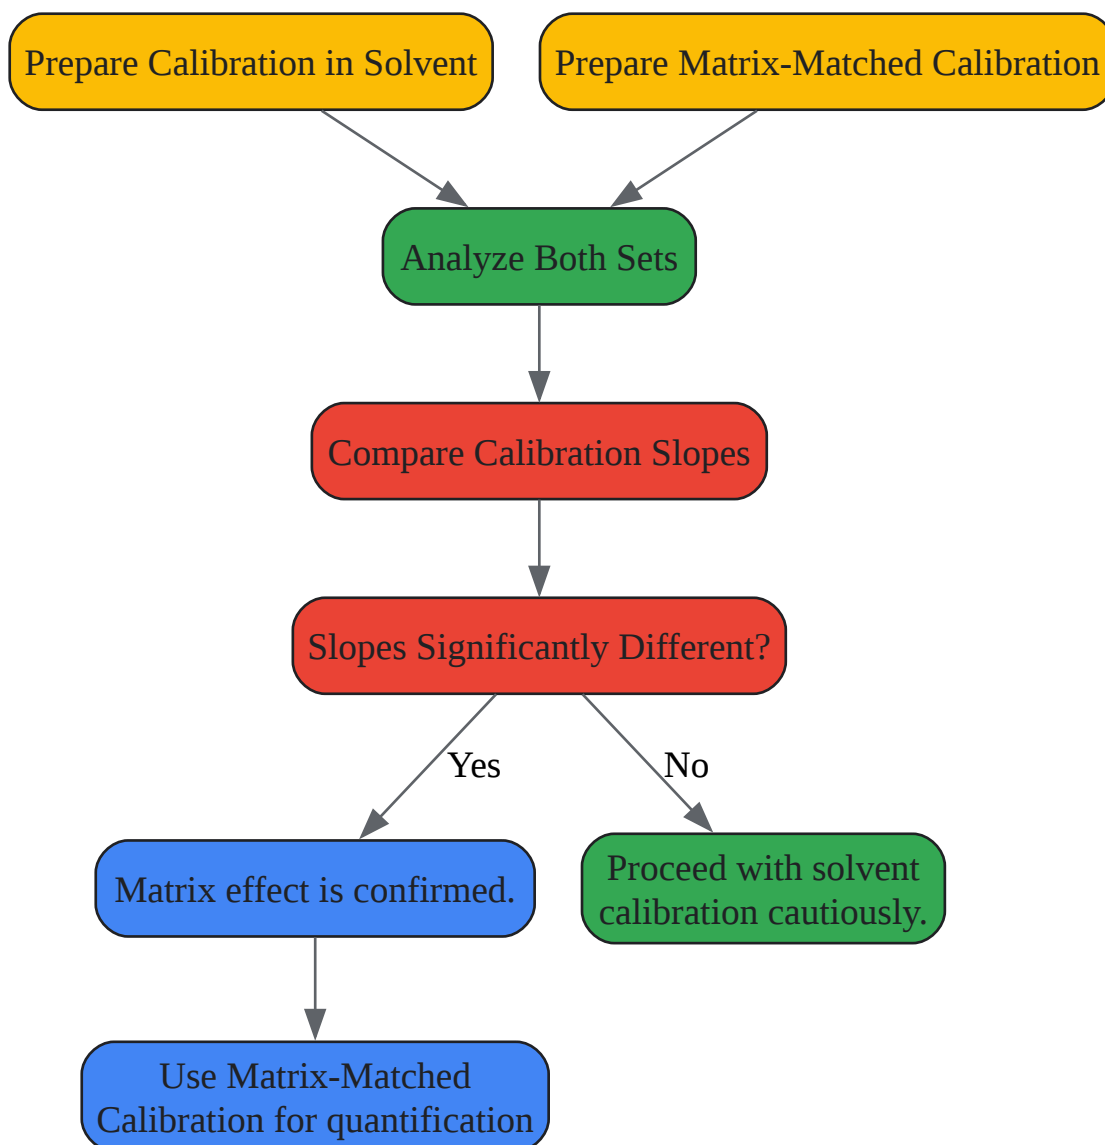 Prepare Calibration in Solvent
Prepare Matrix-Matched Calibration
Analyze Both Sets
Compare Calibration Slopes
Slopes Significantly Different?
Yes
No
Matrix effect is confirmed.
Proceed with solvent
calibration cautiously.
Use Matrix-Matched
Calibration for quantification